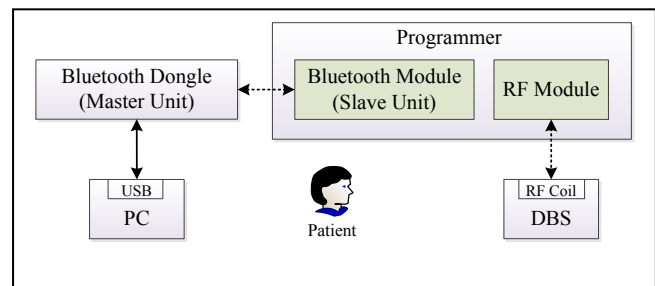 Programmer
Bluetooth Dongle
(Master Unit)
Bluetooth Module
(Slave Unit)
RF Module
USB
PC
Patient
RF Coil
DBS